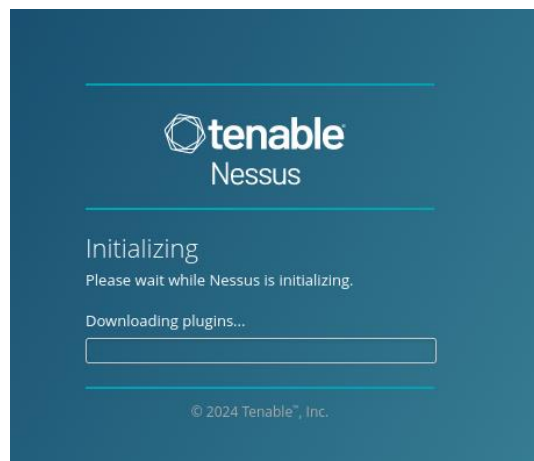 tenable
Nessus
Initializing
Please wait while Nessus is initializing.
Downloading plugins...
© 2024 Tenable™, Inc.